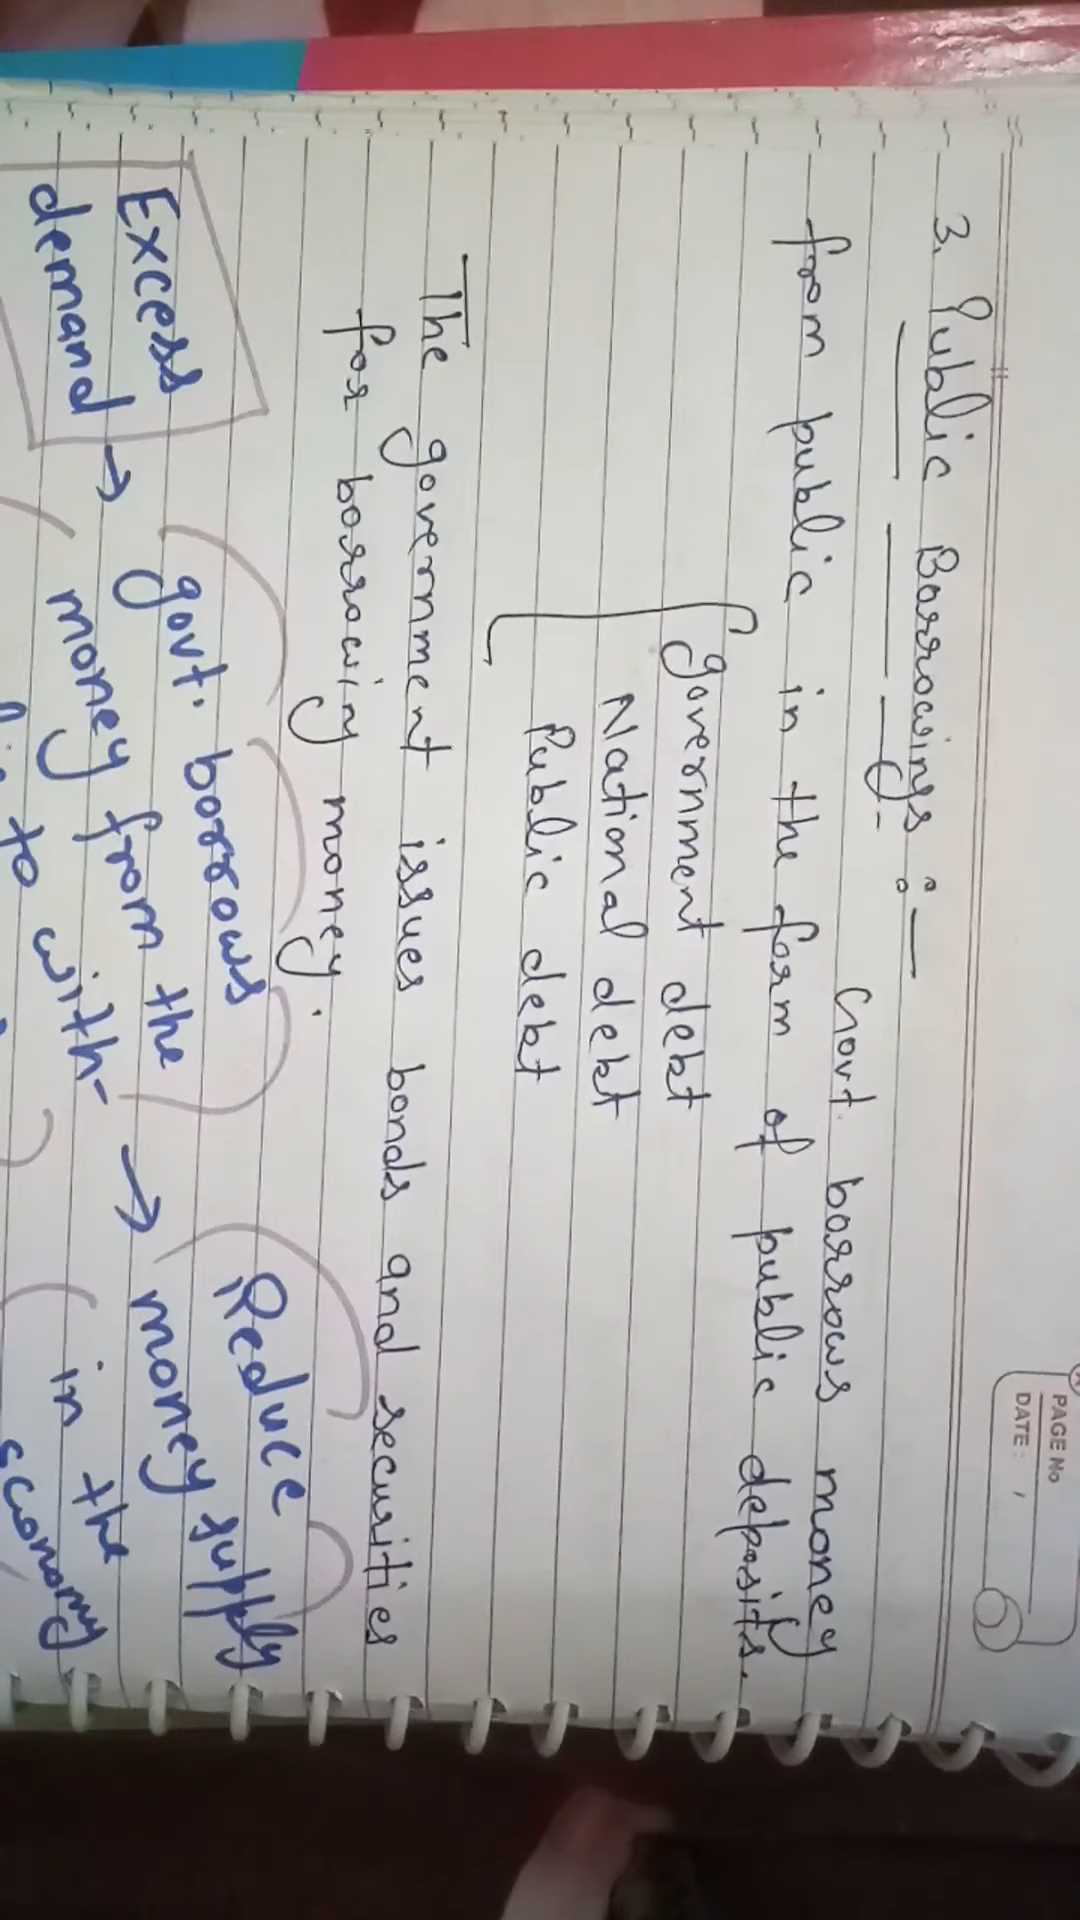 PAGE No
DATE :
3. Public Borrowings :-
Govt. borrows money
from public in the form of public deposits.
Government debt
National debt
Public debt
The government issues bonds and securities
for borrowing money.
Excess
demand →
govt. borrows
money from the
to with-
→
Reduce
money supply
in the
economy